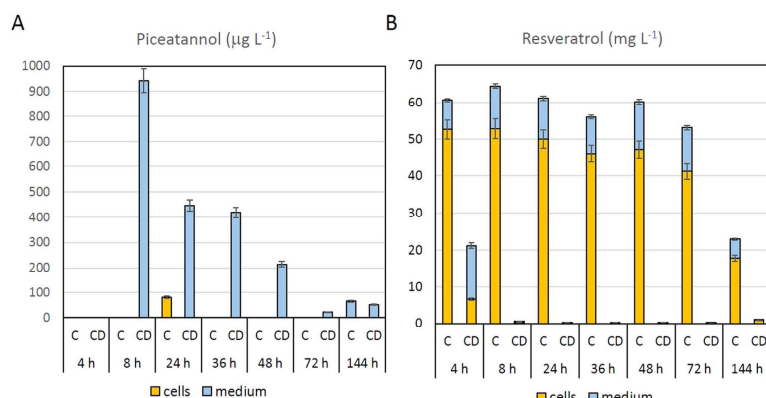 A
Piceatannol (µg L-1)
1000
900
800
700
600
500
400
300
200
100
0
C CD C CD C CD C CD C CD C CD C CD
4 h 8 h 24 h 36 h 48 h 72 h 144 h
cells medium
B
Resveratrol (mg L-1)
70
60
50
40
30
20
10
0
C CD C CD C CD C CD C CD C CD C CD
4 h 8 h 24 h 36 h 48 h 72 h 144 h
cells medium